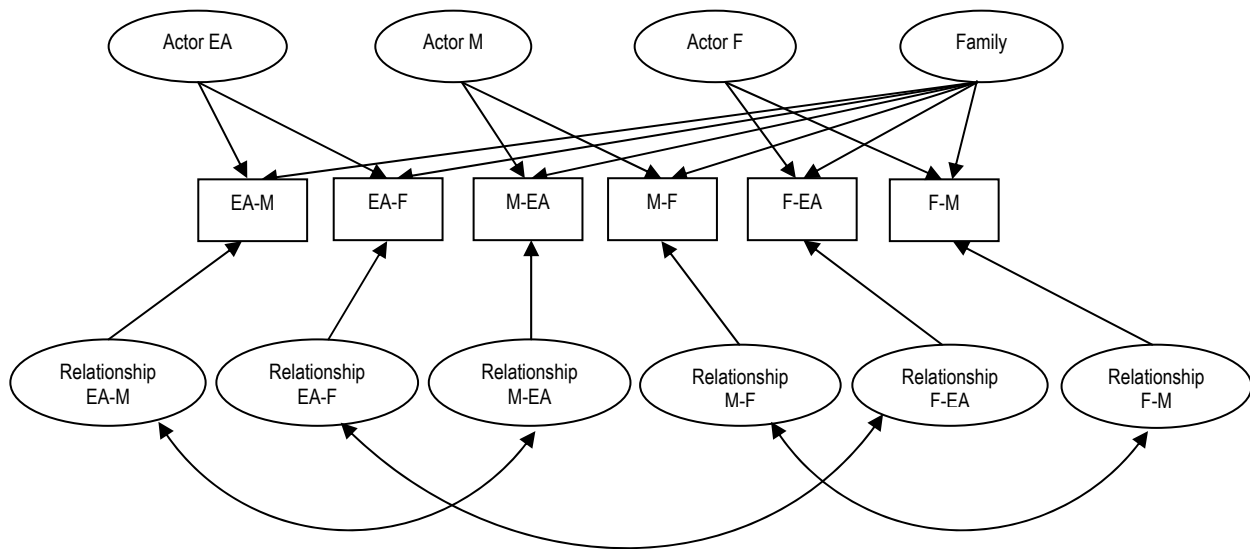 Actor EA
Actor M
Actor F
Family
EA-M
EA-F
M-EA
M-F
F-EA
F-M
Relationship
EA-M
Relationship
EA-F
Relationship
M-EA
Relationship
M-F
Relationship
F-EA
Relationship
F-M